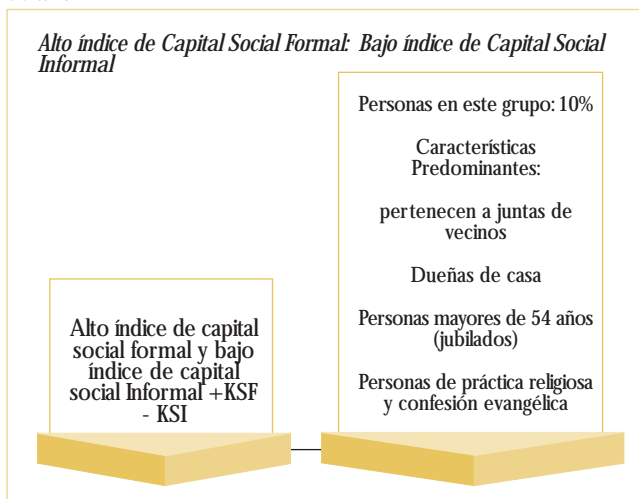 Alto índice de Capital Social Formal: Bajo índice de Capital Social
Informal
Alto índice de capital
social formal y bajo
índice de capital
social Informal +KSF
- KSI
Personas en este grupo: 10%
Características
Predominantes:
pertenecen a juntas de
vecinos
Dueñas de casa
Personas mayores de 54 años
(jubilados)
Personas de práctica religiosa
y confesión evangélica